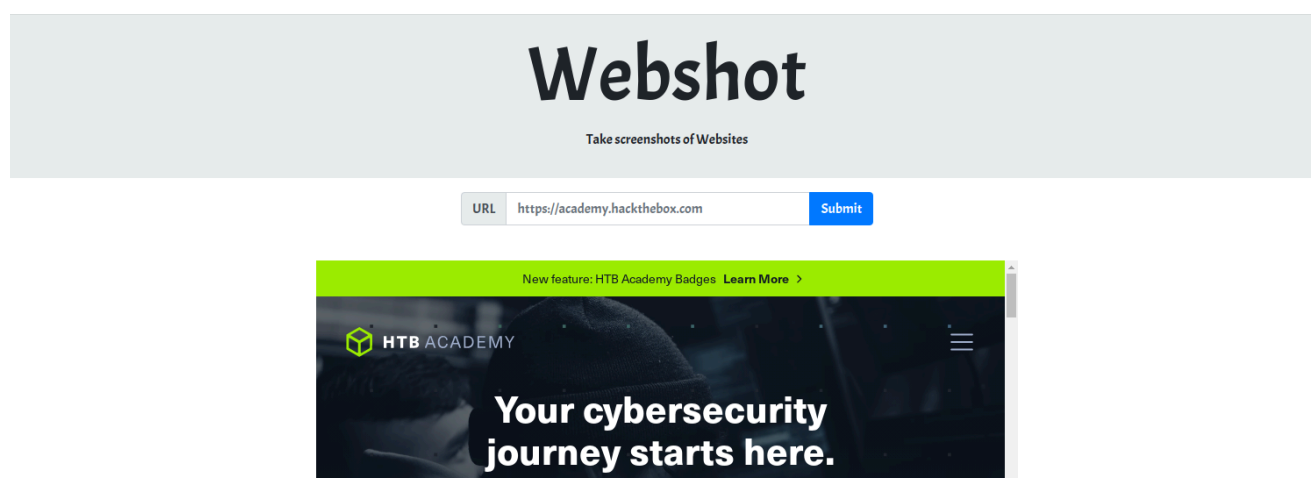 Webshot
Take screenshots of Websites
URL https://academy.hackthebox.com Submit
New feature: HTB Academy Badges Learn More >
HTB ACADEMY
Your cybersecurity
journey starts here.